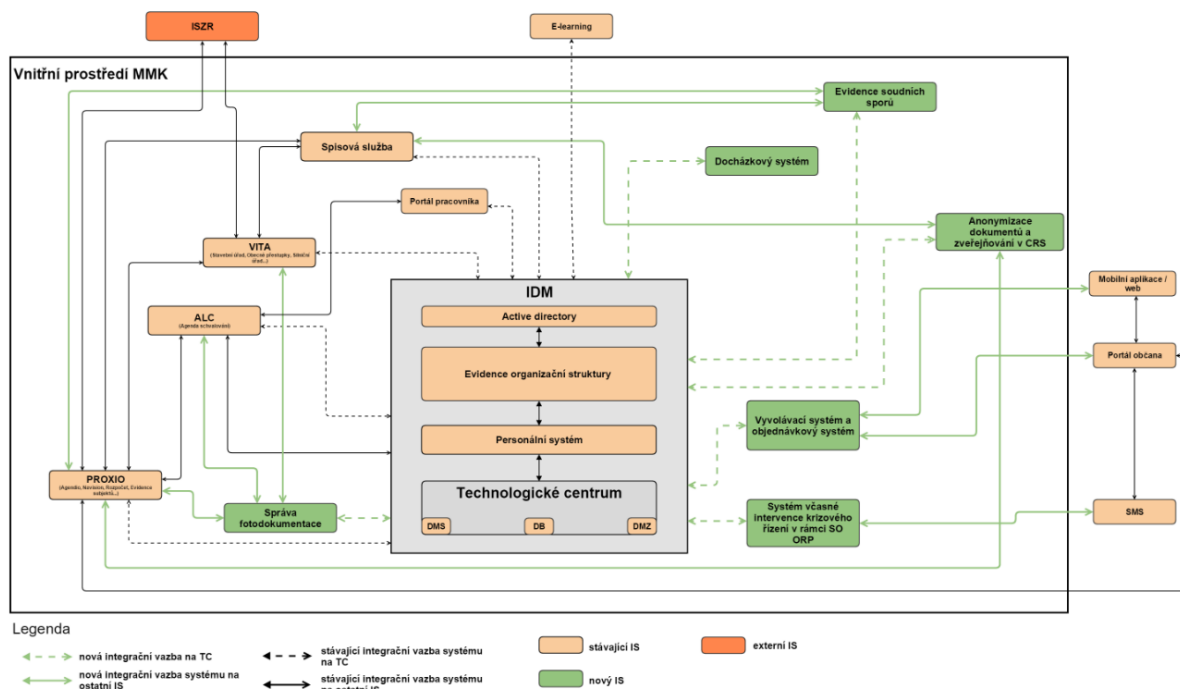 ISZR
E-learning
Vnitřní prostředí MMK
Evidence soudních
sporů
Spisová služba
Docházkový systém
Portál pracovníka
Anonymizace
dokumentů a
zveřejňování v CRS
VITA
(Stavební úřad, Obecné přestupky, Silniční
úřad...)
Mobilní aplikace /
web
IDM
Active directory
ALC
(Agenda schvalování)
Portál občana
Evidence organizační struktury
Vyvolávací systém a
objednávkový systém
Personální systém
PROXIO
(Agendio, Navision, Rozpočet, Evidence
subjektů...)
Technologické centrum
DMS
DB
DMZ
Správa
fotodokumentace
Systém včasné
intervence krizového
řízení v rámci SO
ORP
SMS
Legenda
nová integrační vazba na TC
stávající integrační vazba systému
na TC
stávající IS
externí IS
nová integrační vazba systému na
ostatní IS
stávající integrační vazba systému
na ostatní IS
nový IS